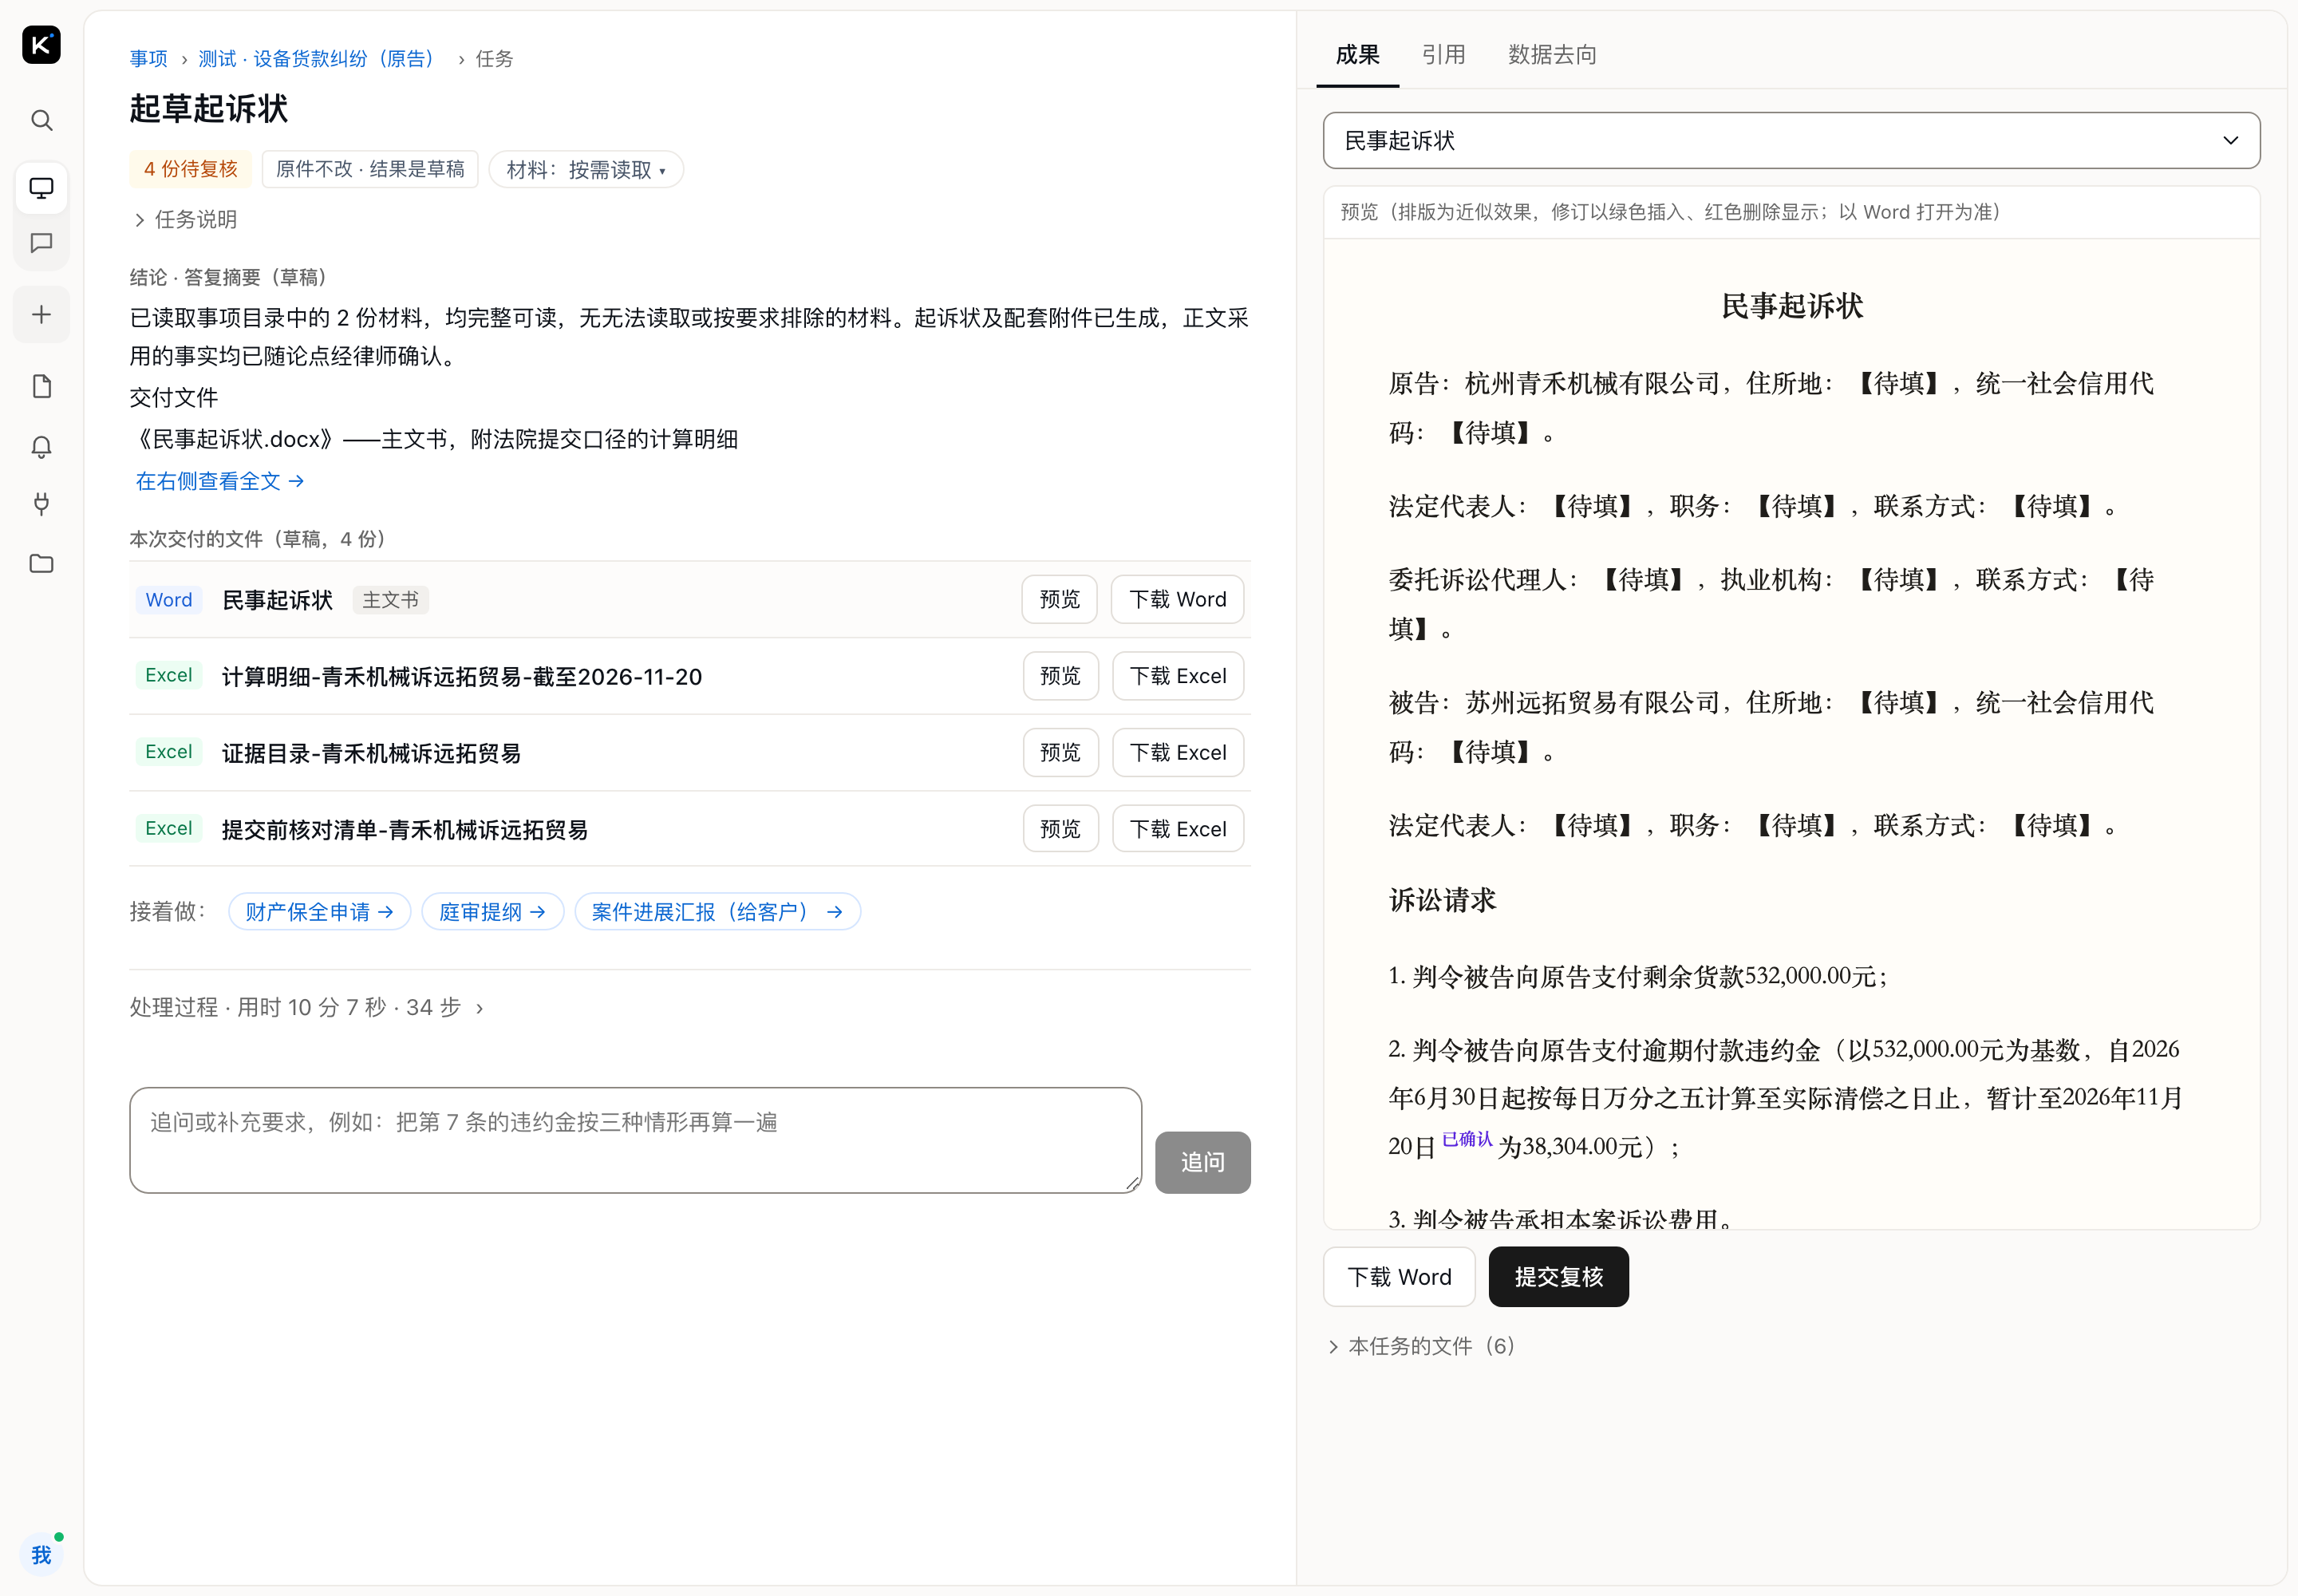 K
事项 › 测试 · 设备货款纠纷（原告） › 任务
起草起诉状
4 份待复核 原件不改 · 结果是草稿 材料：按需读取 ▾
› 任务说明
结论 · 答复摘要（草稿）
已读取事项目录中的 2 份材料，均完整可读，无无法读取或按要求排除的材料。起诉状及配套附件已生成，正文采
用的事实均已随论点经律师确认。
交付文件
《民事起诉状.docx》——主文书，附法院提交口径的计算明细
在右侧查看全文 →
本次交付的文件（草稿，4 份）
Word 民事起诉状 主文书 预览 下载 Word
Excel 计算明细-青禾机械诉远拓贸易-截至2026-11-20 预览 下载 Excel
Excel 证据目录-青禾机械诉远拓贸易 预览 下载 Excel
Excel 提交前核对清单-青禾机械诉远拓贸易 预览 下载 Excel
接着做： 财产保全申请 → 庭审提纲 → 案件进展汇报（给客户） →
处理过程 · 用时 10 分 7 秒 · 34 步 ›
追问或补充要求，例如：把第 7 条的违约金按三种情形再算一遍
追问
我
成果 引用 数据去向
民事起诉状
预览（排版为近似效果，修订以绿色插入、红色删除显示；以 Word 打开为准）
民事起诉状
原告：杭州青禾机械有限公司，住所地：【待填】，统一社会信用代
码：【待填】。
法定代表人：【待填】，职务：【待填】，联系方式：【待填】。
委托诉讼代理人：【待填】，执业机构：【待填】，联系方式：【待
填】。
被告：苏州远拓贸易有限公司，住所地：【待填】，统一社会信用代
码：【待填】。
法定代表人：【待填】，职务：【待填】，联系方式：【待填】。
诉讼请求
1. 判令被告向原告支付剩余货款532,000.00元；
2. 判令被告向原告支付逾期付款违约金（以532,000.00元为基数，自2026
年6月30日起按每日万分之五计算至实际清偿之日止，暂计至2026年11月
20日 已确认 为38,304.00元）；
3. 判令被告承担本案诉讼费用。
下载 Word 提交复核
› 本任务的文件（6）